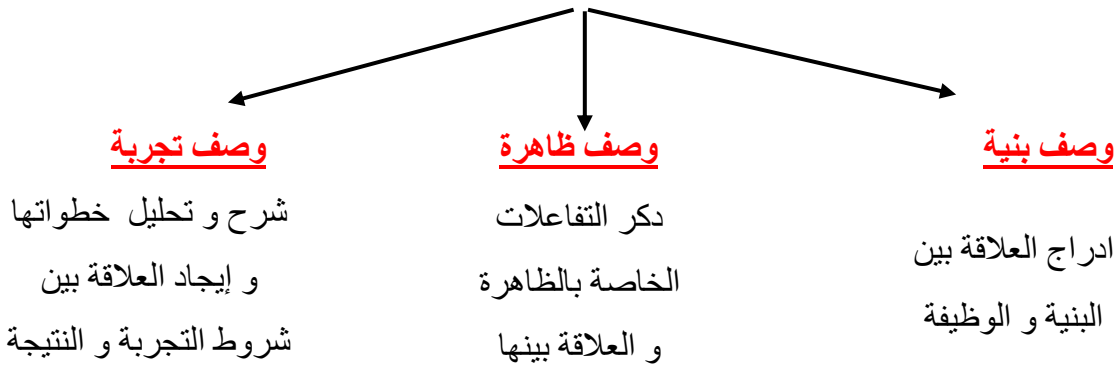 وصف بنية
ادراج العلاقة بين
البنية و الوظيفة
وصف ظاهرة
دكر التفاعلات
الخاصة بالظاهرة
و العلاقة بينها
وصف تجربة
شرح و تحليل خطواتها
و إيجاد العلاقة بين
شروط التجربة و النتيجة